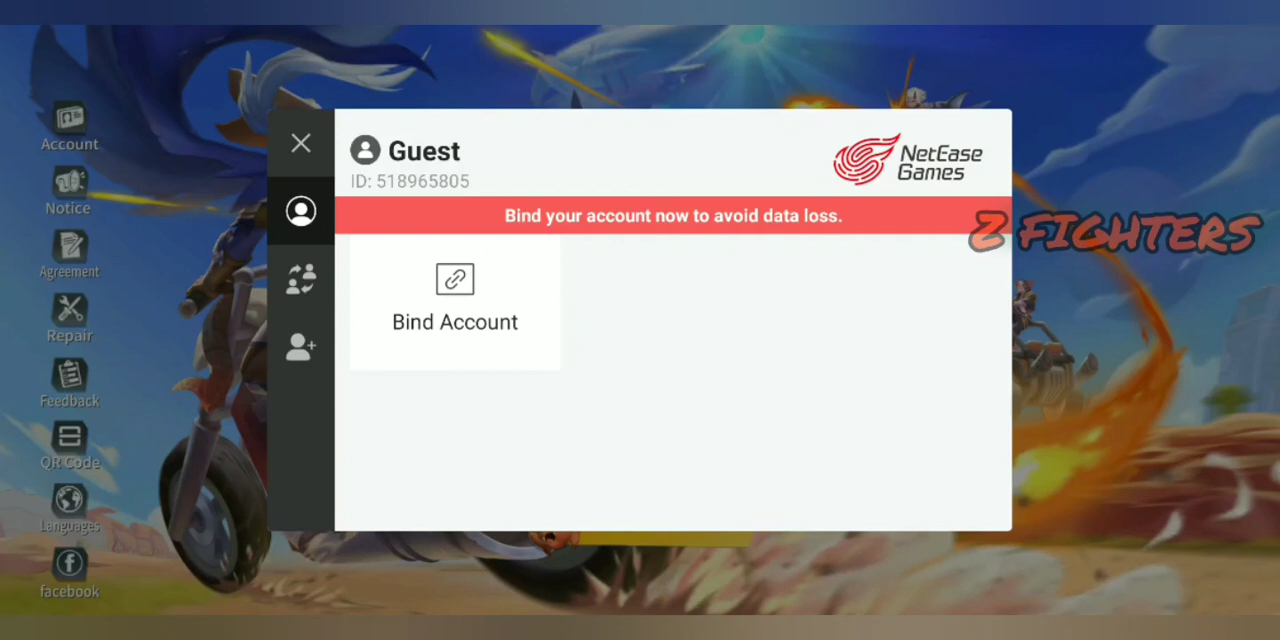 Account
Notice
Agreement
Repair
Feedback
QR Code
Languages
facebook
Guest
ID: 518965805
NetEase
Games
Bind your account now to avoid data loss.
Bind Account
Z FIGHTERS